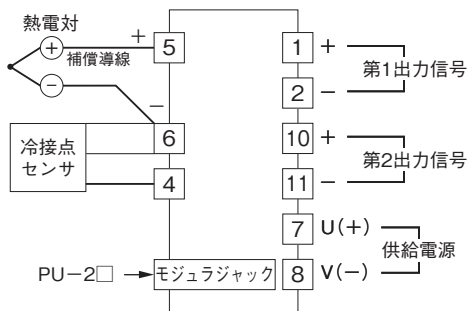 熱電対
+
補償導線
+
5
−
−
6
冷接点
センサ
4
PU−2□
モジュラジャック
1
+
第1出力信号
2
−
10
+
第2出力信号
11
−
7
U(+)
供給電源
8
V(−)